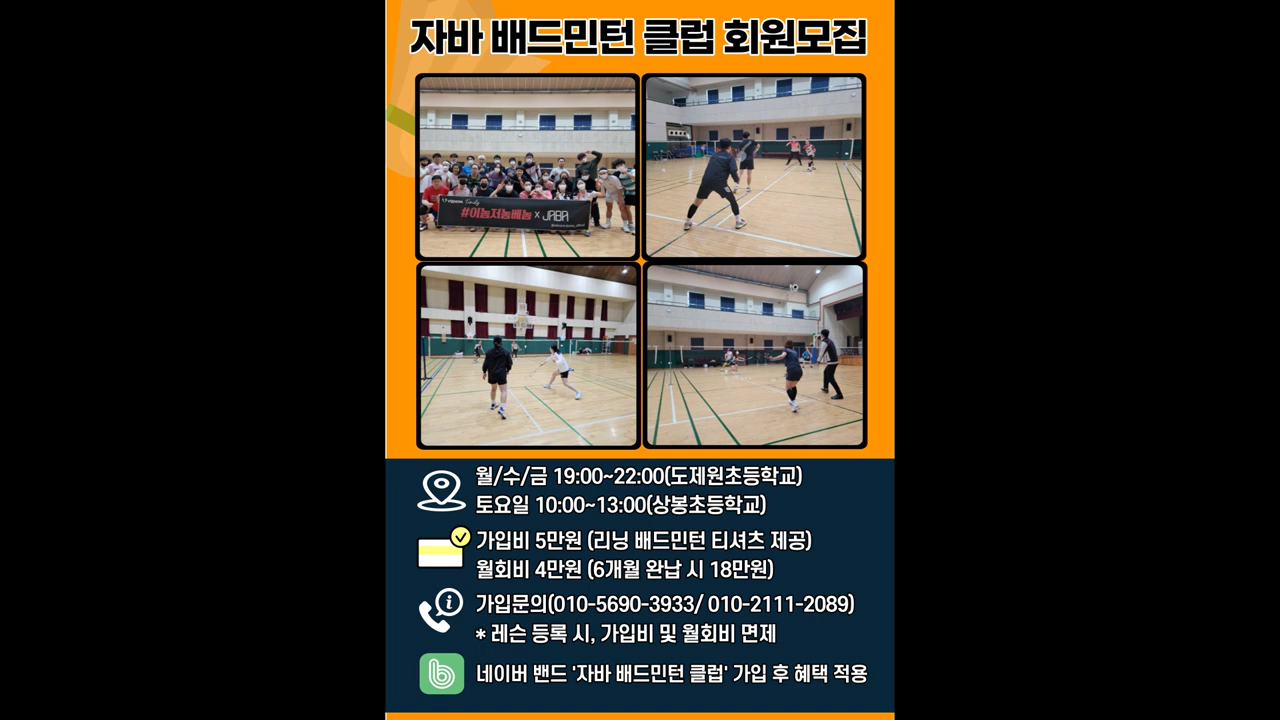 자바 배드민턴 클럽 회원모집
#이놈저놈베놈 x JABA
월/수/금 19:00~22:00(도제원초등학교)
토요일 10:00~13:00(상봉초등학교)
가입비 5만원 (리닝 배드민턴 티셔츠 제공)
월회비 4만원 (6개월 완납 시 18만원)
가입문의(010-5690-3933/ 010-2111-2089)
* 레슨 등록 시, 가입비 및 월회비 면제
네이버 밴드 '자바 배드민턴 클럽' 가입 후 혜택 적용